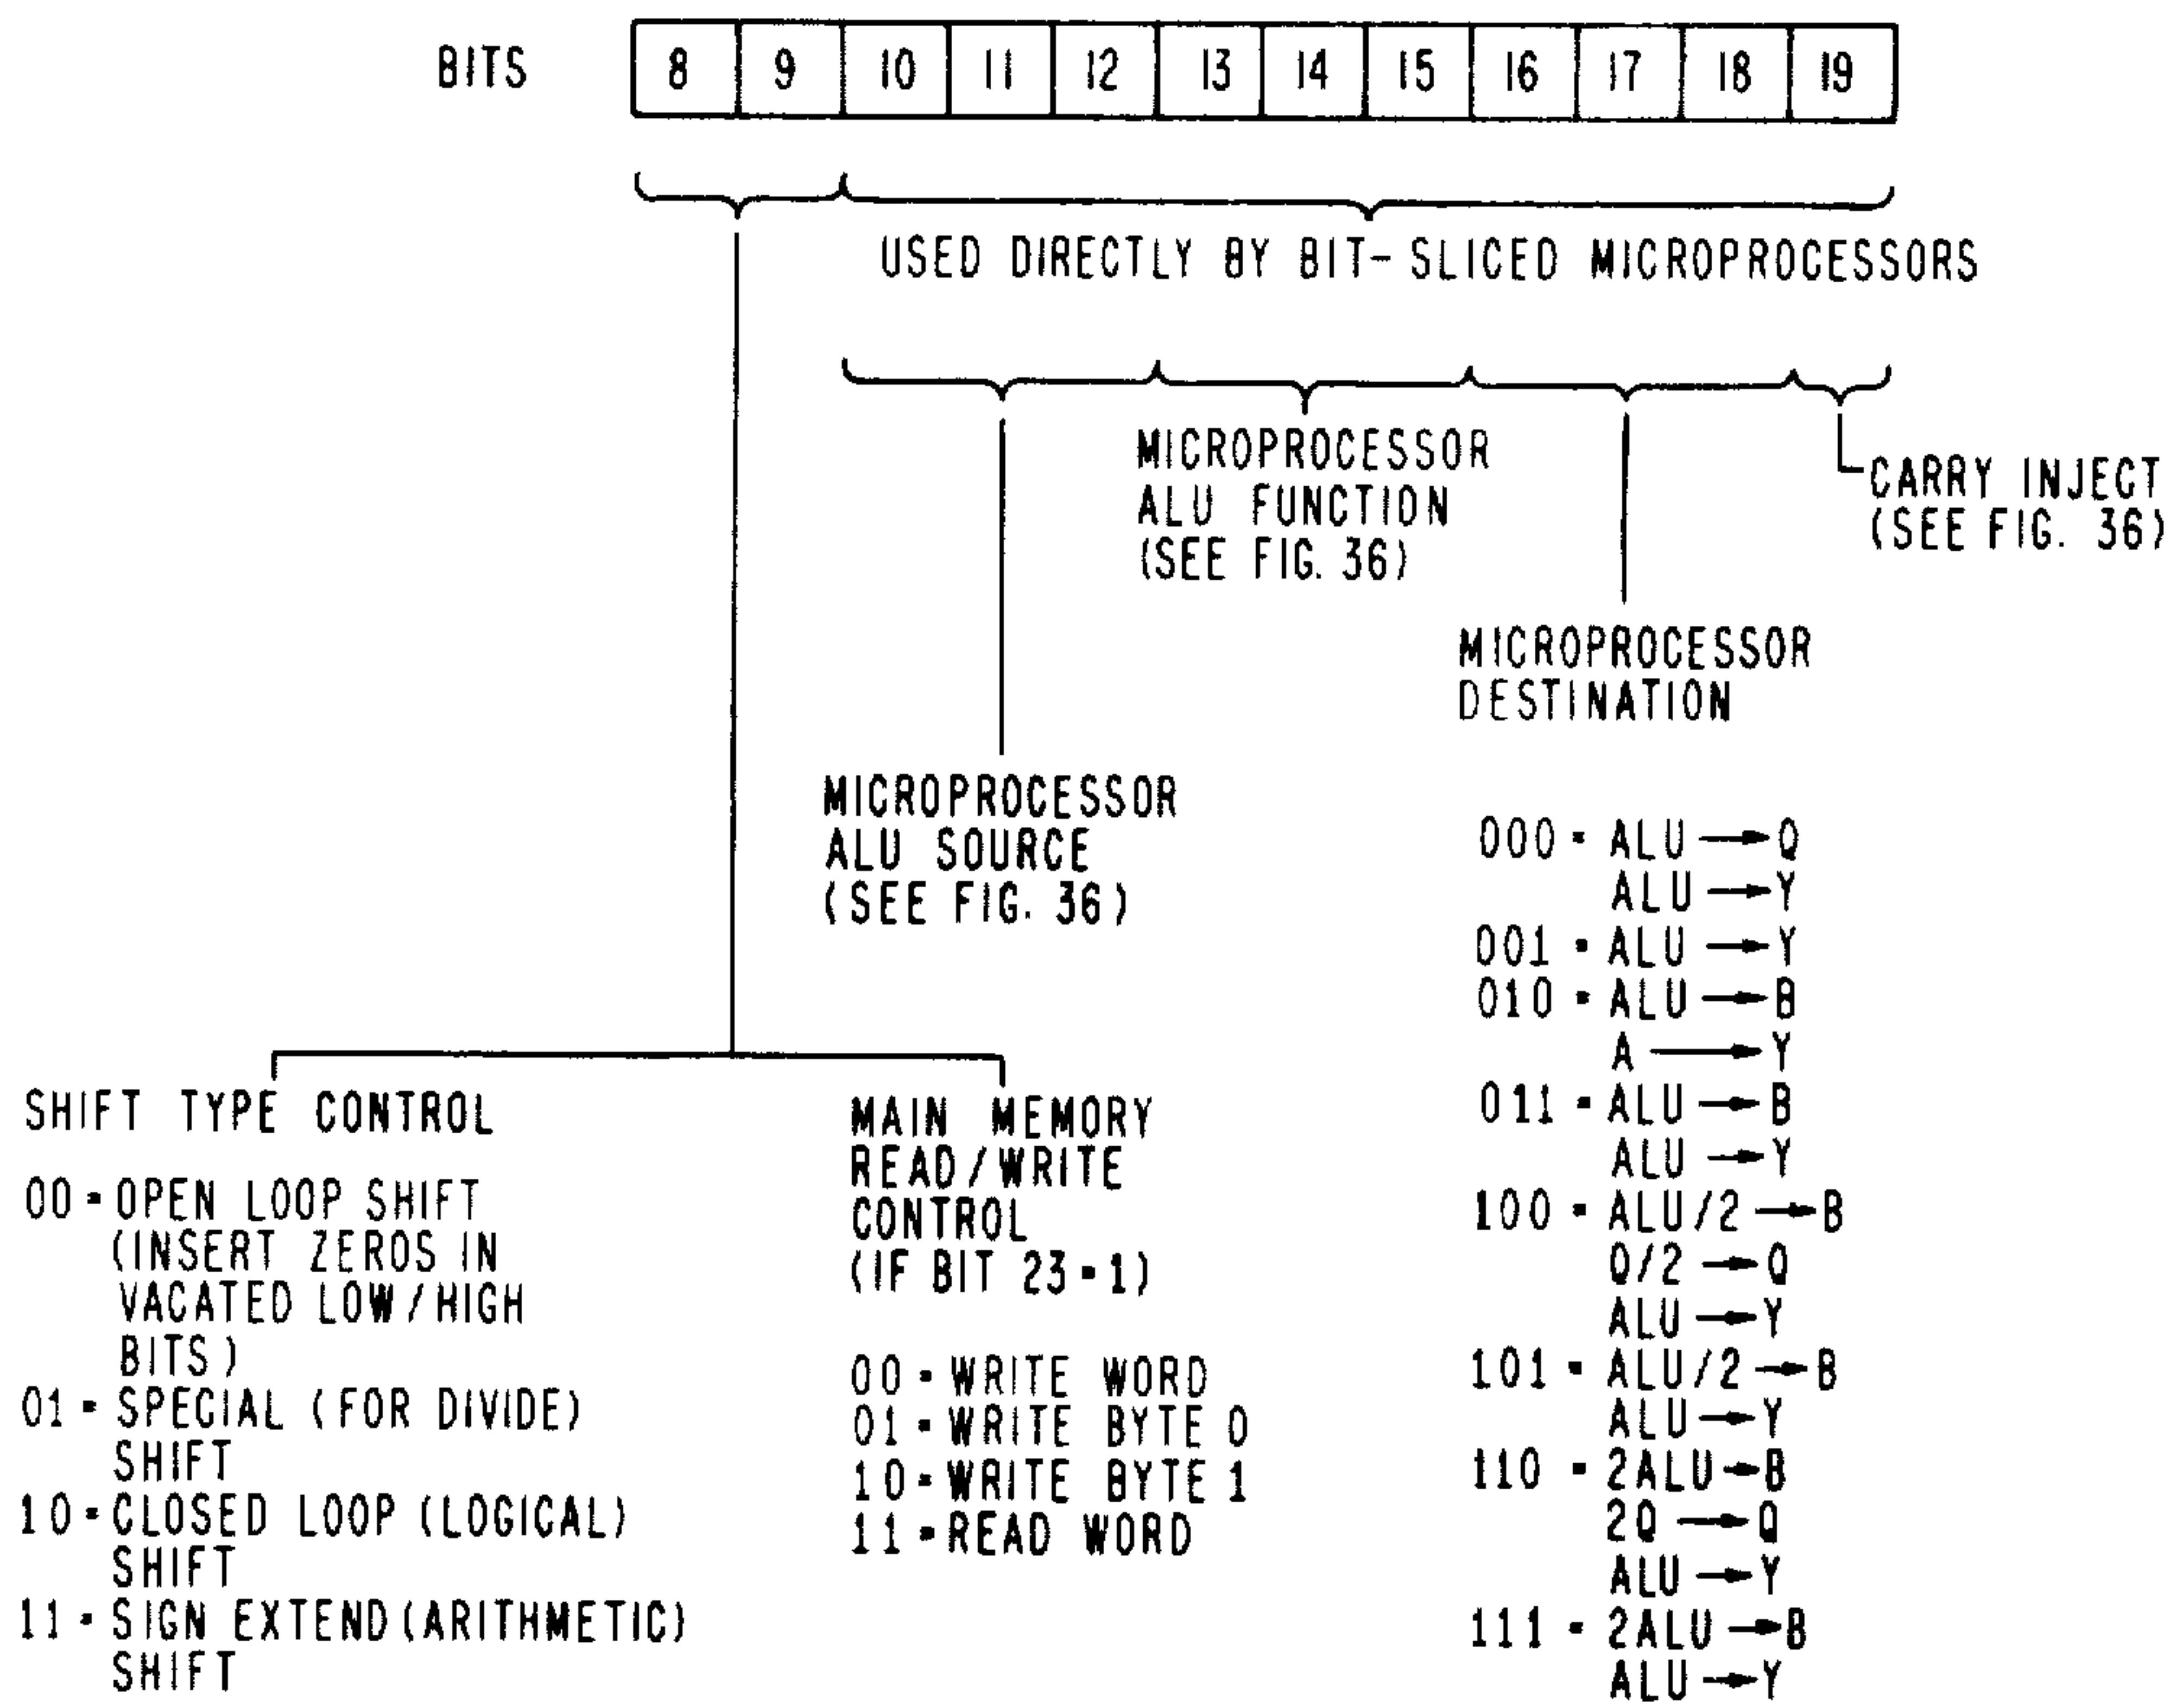 BITS 8 9 10 11 12 13 14 15 16 17 18 19
USED DIRECTLY BY BIT-SLICED MICROPROCESSORS
MICROPROCESSOR
ALU FUNCTION
(SEE FIG. 36)
CARRY INJECT
(SEE FIG. 36)
MICROPROCESSOR
DESTINATION
MICROPROCESSOR
ALU SOURCE
(SEE FIG. 36)
000 = ALU → Q
ALU → Y
001 = ALU → Y
010 = ALU → B
A → Y
011 = ALU → B
ALU → Y
100 = ALU/2 → B
Q/2 → Q
ALU → Y
101 = ALU/2 → B
ALU → Y
110 = 2ALU → B
2Q → Q
ALU → Y
111 = 2ALU → B
ALU → Y
SHIFT TYPE CONTROL
00 = OPEN LOOP SHIFT
(INSERT ZEROS IN
VACATED LOW/HIGH
BITS)
01 = SPECIAL (FOR DIVIDE)
SHIFT
10 = CLOSED LOOP (LOGICAL)
SHIFT
11 = SIGN EXTEND (ARITHMETIC)
SHIFT
MAIN MEMORY
READ/WRITE
CONTROL
(IF BIT 23=1)
00 = WRITE WORD
01 = WRITE BYTE 0
10 = WRITE BYTE 1
11 = READ WORD